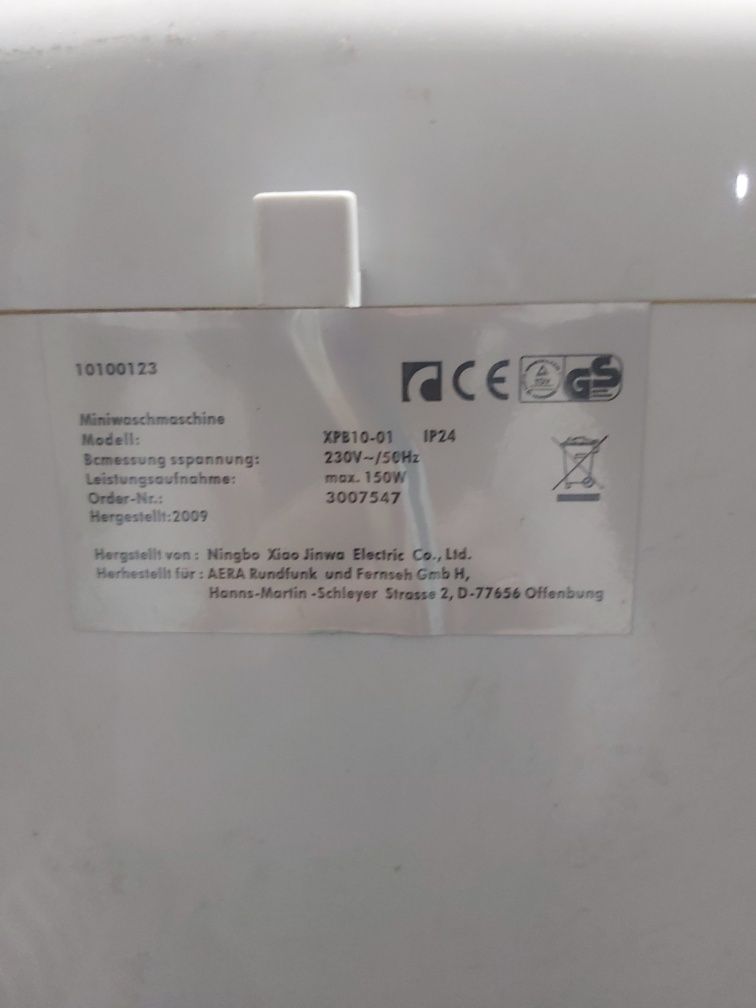 10100123
CE
GS
Miniwaschmaschine
Modell: XPB10-01 IP24
Bemessung sspannung: 230V~/50Hz
Leistungsaufnahme: max. 150W
Order-Nr.: 3007547
Hergestellt:2009
Hergstellt von : Ningbo Xiao Jinwa Electric Co., Ltd.
Herhestellt für : AERA Rundfunk und Fernseh Gmb H,
Hanns-Martin -Schleyer Strasse 2, D-77656 Offenbung